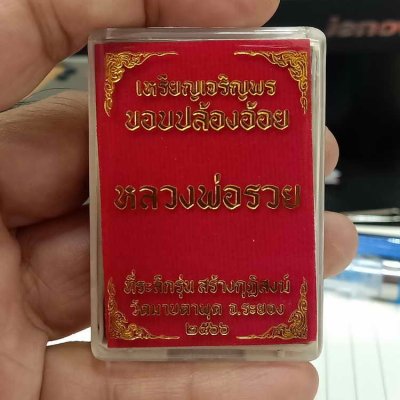 เหรียญเจริญพร
ขอบปล้องอ้อย
หลวงพ่อรวย
ที่ระลึกรุ่น สร้างกุฏิสงฆ์
วัดมาบตาพุด จ.ระยอง
๒๕๖๖